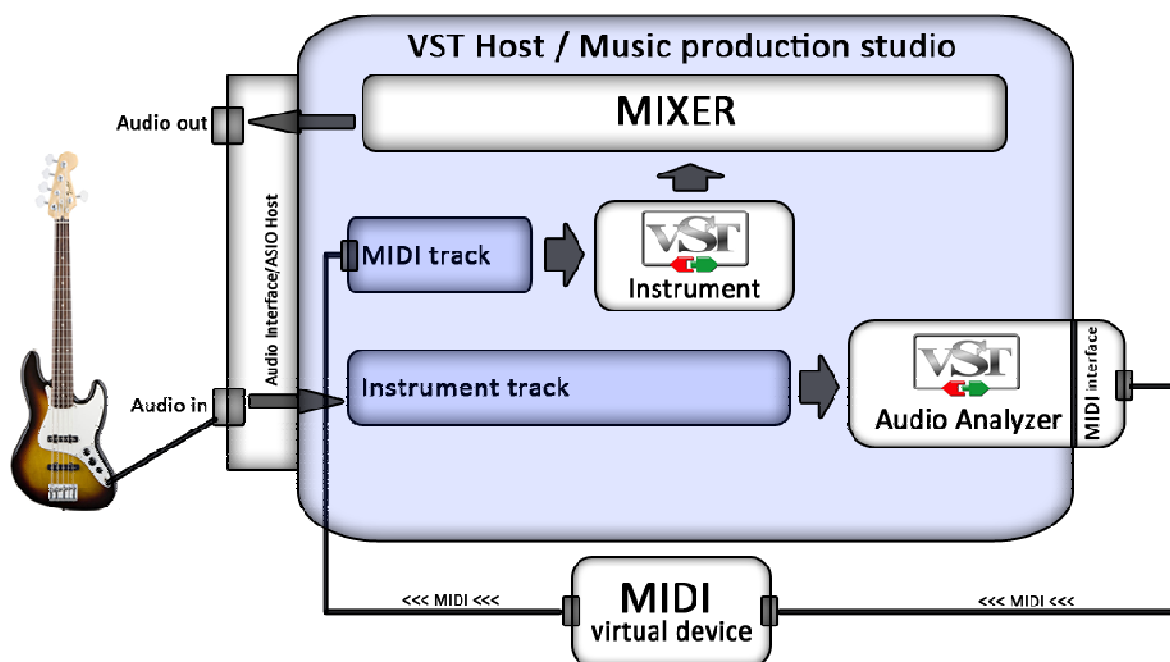 VST Host / Music production studio
MIXER
Audio out
Audio Interface/ASIO Host
MIDI track
VST
Instrument
Instrument track
Audio in
VST
Audio Analyzer
MIDI interface
<<< MIDI <<<
MIDI
virtual device
<<< MIDI <<<